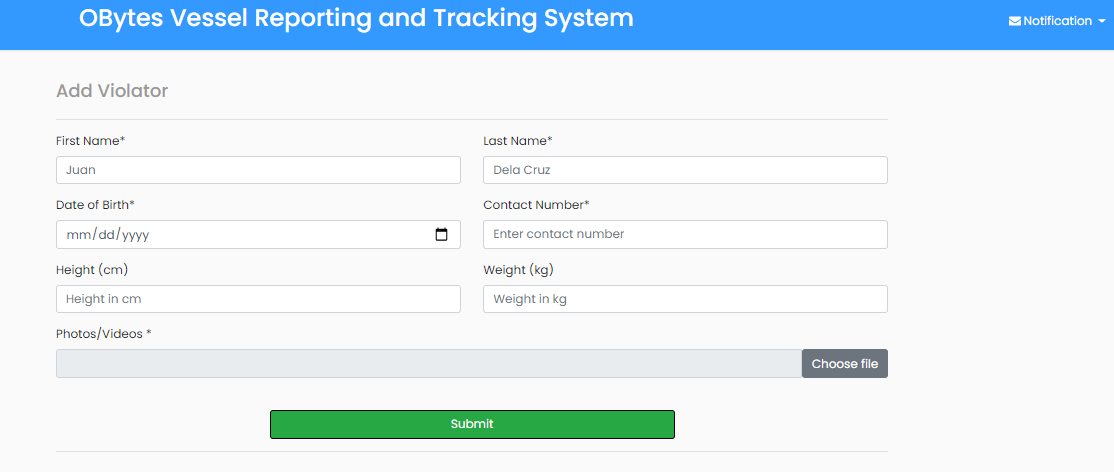 OBytes Vessel Reporting and Tracking System
Notification
Add Violator
First Name*
Last Name*
Juan
Dela Cruz
Date of Birth*
Contact Number*
mm/dd/yyyy
Enter contact number
Height (cm)
Weight (kg)
Height in cm
Weight in kg
Photos/Videos *
Choose file
Submit